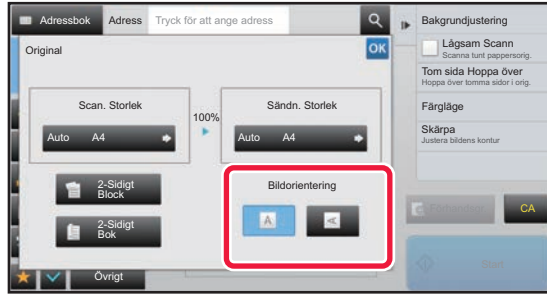 Adressbok
Adress
Tryck för att ange adress
Original
OK
Scan. Storlek
Auto A4
100%
Sändn. Storlek
Auto A4
2-Sidigt
Block
2-Sidigt
Bok
Bildorientering
A
A
Övrigt
Bakgrundjustering
Lågsam Scann
Scanna tunt pappersorig.
Tom sida Hoppa över
Hoppa över tomma sidor i orig.
Färgläge
Skärpa
Justera bildens kontur
Förhandsgr.
CA
Start